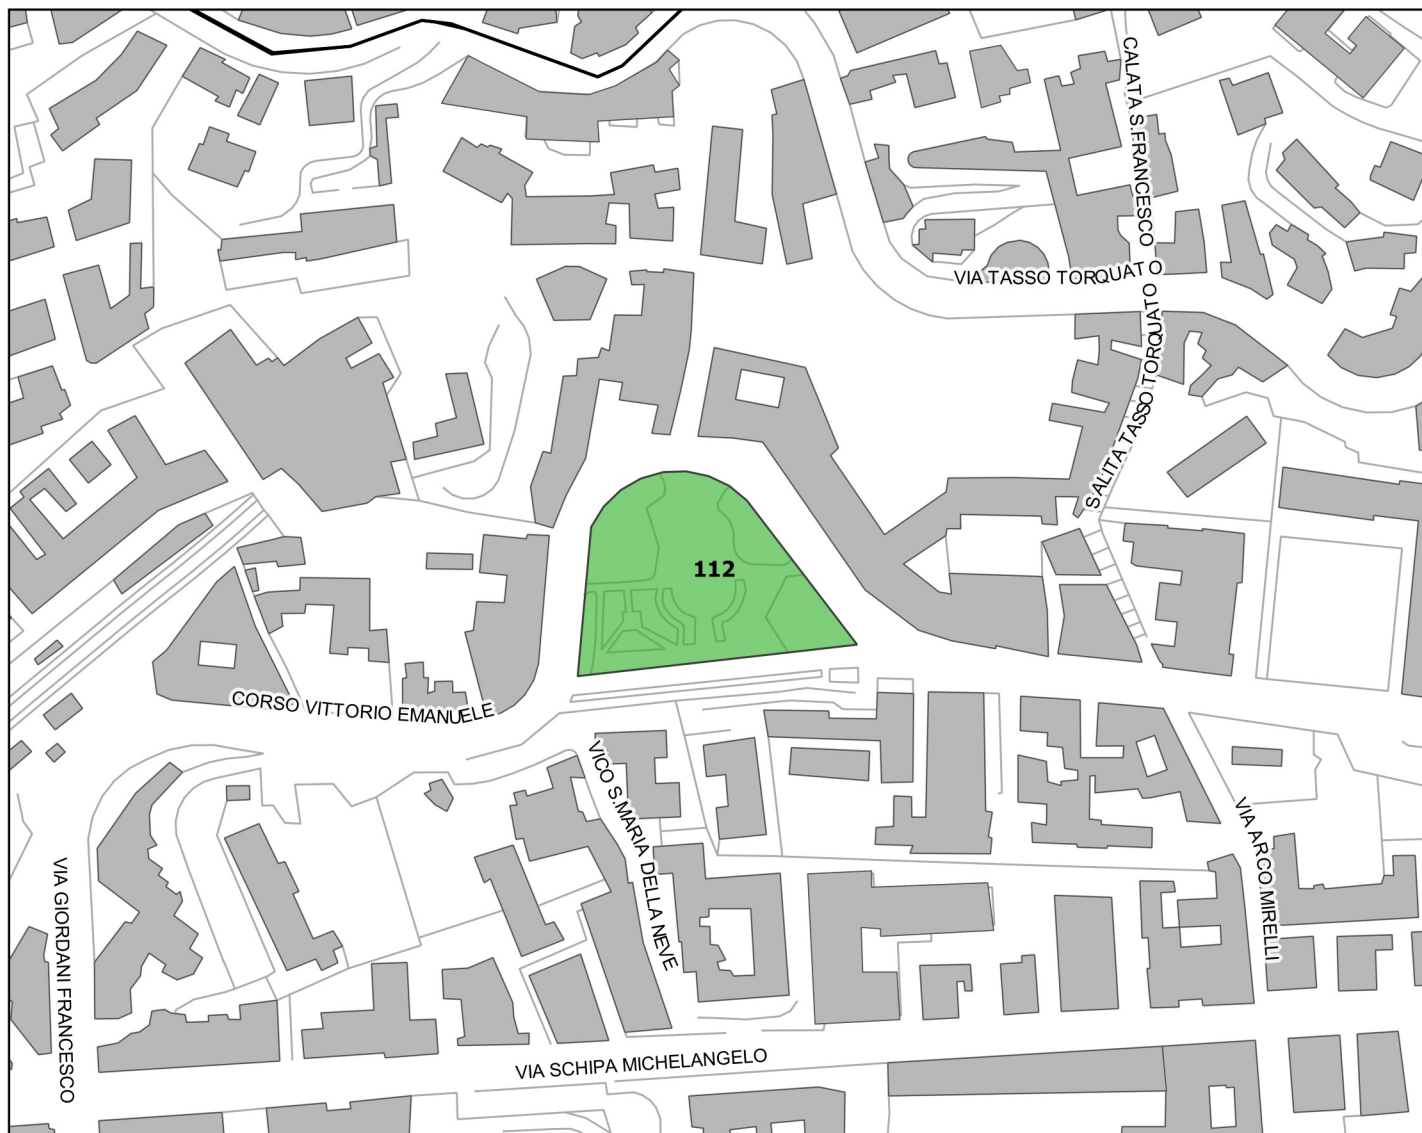 CALATA S.FRANCESCO
VIA TASSO TORQUATO
SALITA TASSO TORQUATO
112
CORSO VITTORIO EMANUELE
VICO S.MARIA DELLA NEVE
VIA ARCO MIRELLI
VIA GIORDANI FRANCESCO
VIA SCHIPA MICHELANGELO